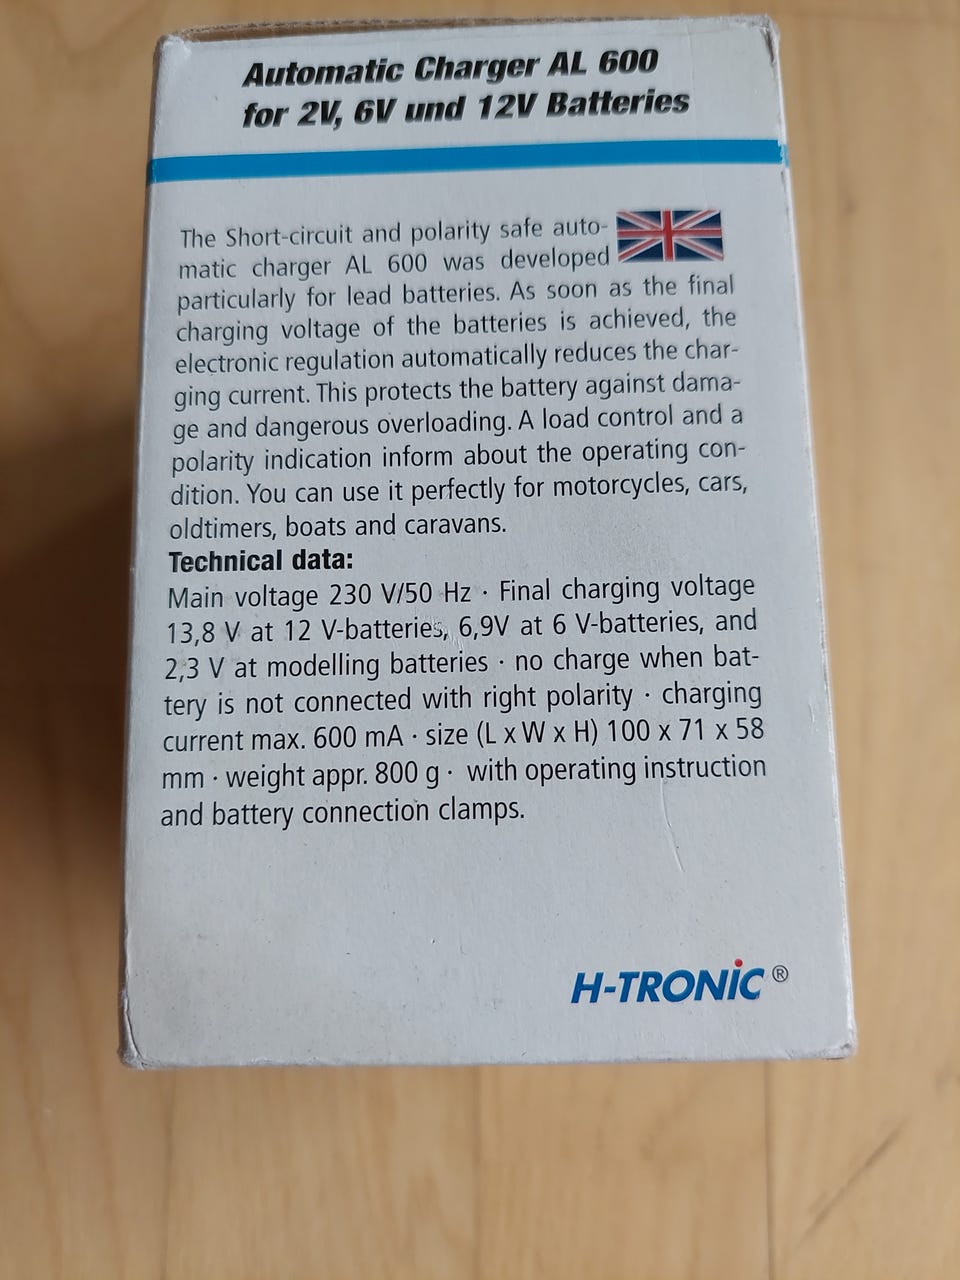 Automatic Charger AL 600
for 2V, 6V und 12V Batteries
The Short-circuit and polarity safe auto-
matic charger AL 600 was developed
particularly for lead batteries. As soon as the final
charging voltage of the batteries is achieved, the
electronic regulation automatically reduces the char-
ging current. This protects the battery against dama-
ge and dangerous overloading. A load control and a
polarity indication inform about the operating con-
dition. You can use it perfectly for motorcycles, cars,
oldtimers, boats and caravans.
Technical data:
Main voltage 230 V/50 Hz · Final charging voltage
13,8 V at 12 V-batteries, 6,9V at 6 V-batteries, and
2,3 V at modelling batteries · no charge when bat-
tery is not connected with right polarity · charging
current max. 600 mA · size (L x W x H) 100 x 71 x 58
mm · weight appr. 800 g · with operating instruction
and battery connection clamps.
H-TRONIC ®